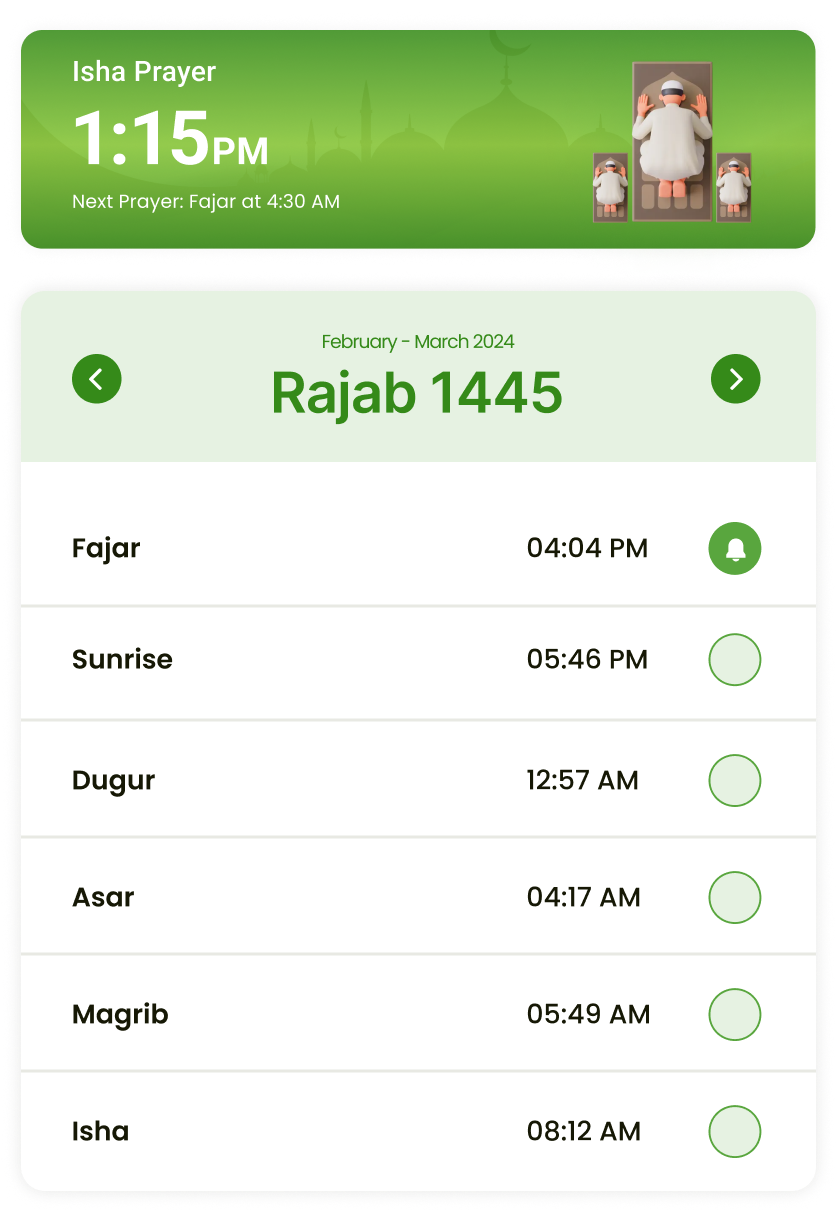 Isha Prayer
1:15PM
Next Prayer: Fajar at 4:30 AM
February - March 2024
Rajab 1445
Fajar 04:04 PM
Sunrise 05:46 PM
Dugur 12:57 AM
Asar 04:17 AM
Magrib 05:49 AM
Isha 08:12 AM